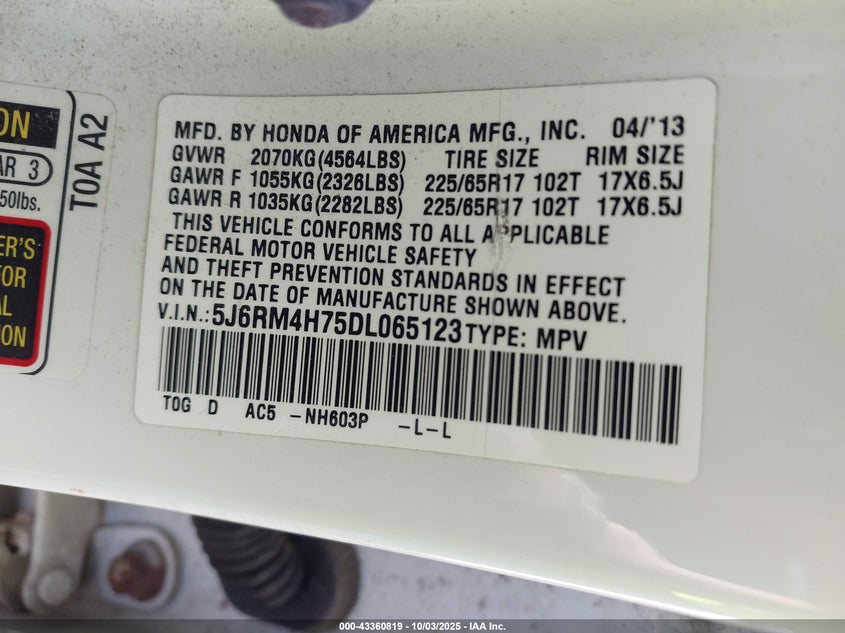 ON
AR 3
50lbs.
T0A A2
ER'S
FOR
AL
TION
MFD. BY HONDA OF AMERICA MFG., INC. 04/'13
GVWR 2070KG(4564LBS) TIRE SIZE RIM SIZE
GAWR F 1055KG(2326LBS) 225/65R17 102T 17X6.5J
GAWR R 1035KG(2282LBS) 225/65R17 102T 17X6.5J
THIS VEHICLE CONFORMS TO ALL APPLICABLE
FEDERAL MOTOR VEHICLE SAFETY
AND THEFT PREVENTION STANDARDS IN EFFECT
ON THE DATE OF MANUFACTURE SHOWN ABOVE.
V.I.N.:5J6RM4H75DL065123 TYPE: MPV
T0G D AC5 -NH603P -L-L
000-43360819 - 10/03/2025 - IAA Inc.